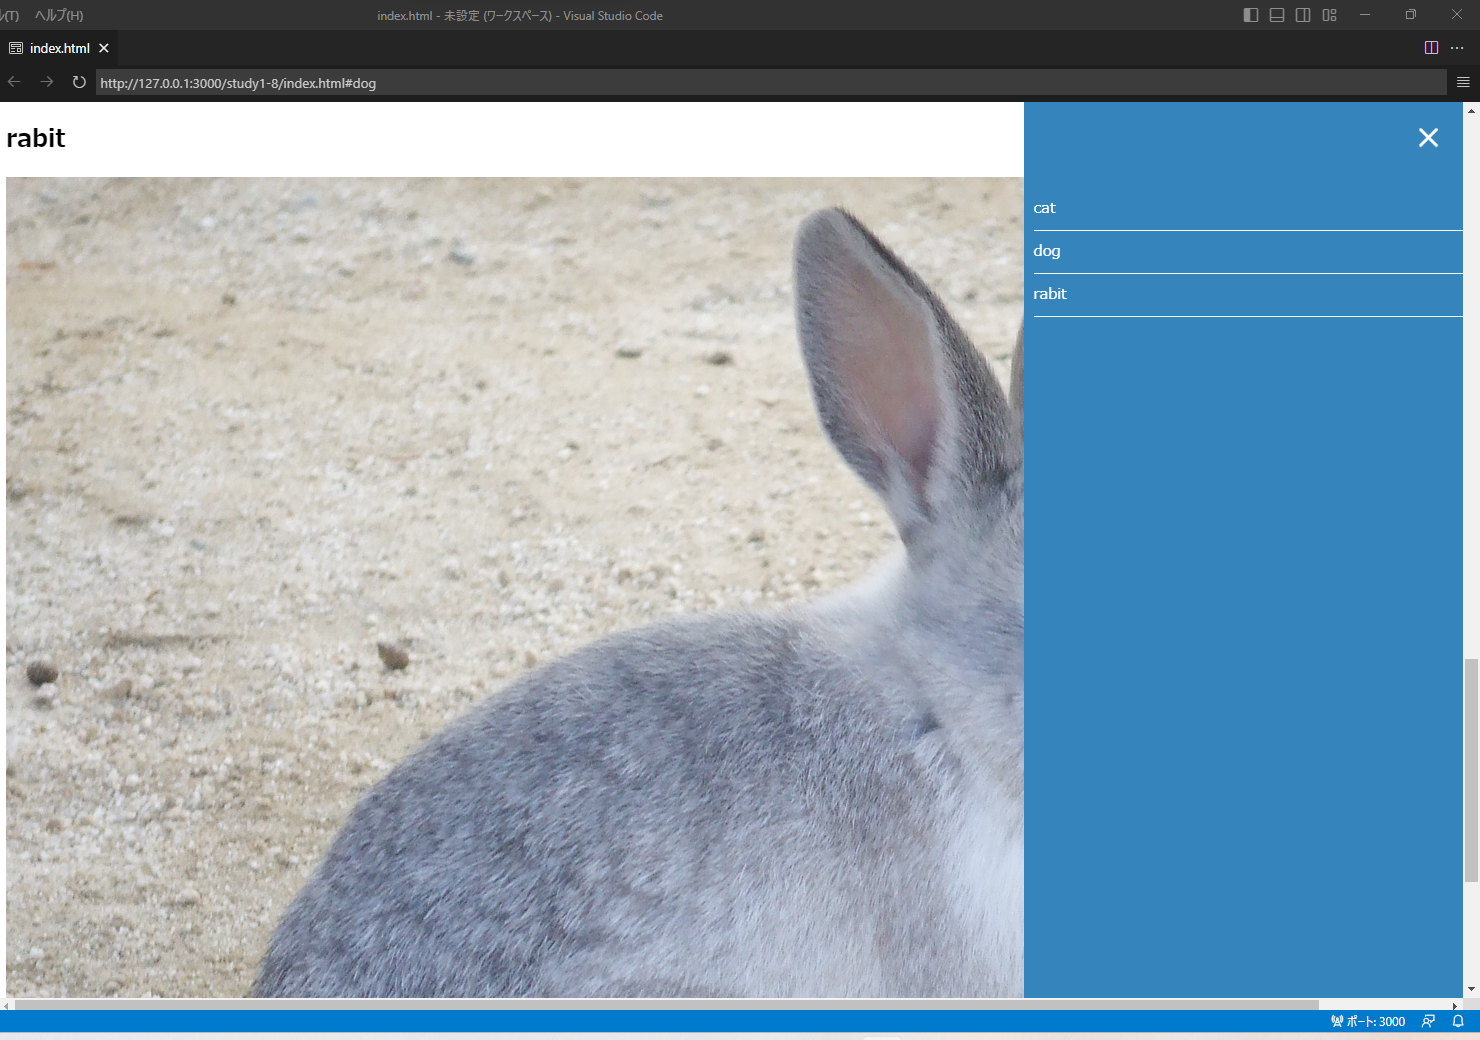 ル(T) ヘルプ(H) index.html - 未設定 (ワークスペース) - Visual Studio Code
index.html
http://127.0.0.1:3000/study1-8/index.html#dog
rabit
cat
dog
rabit
ポート: 3000